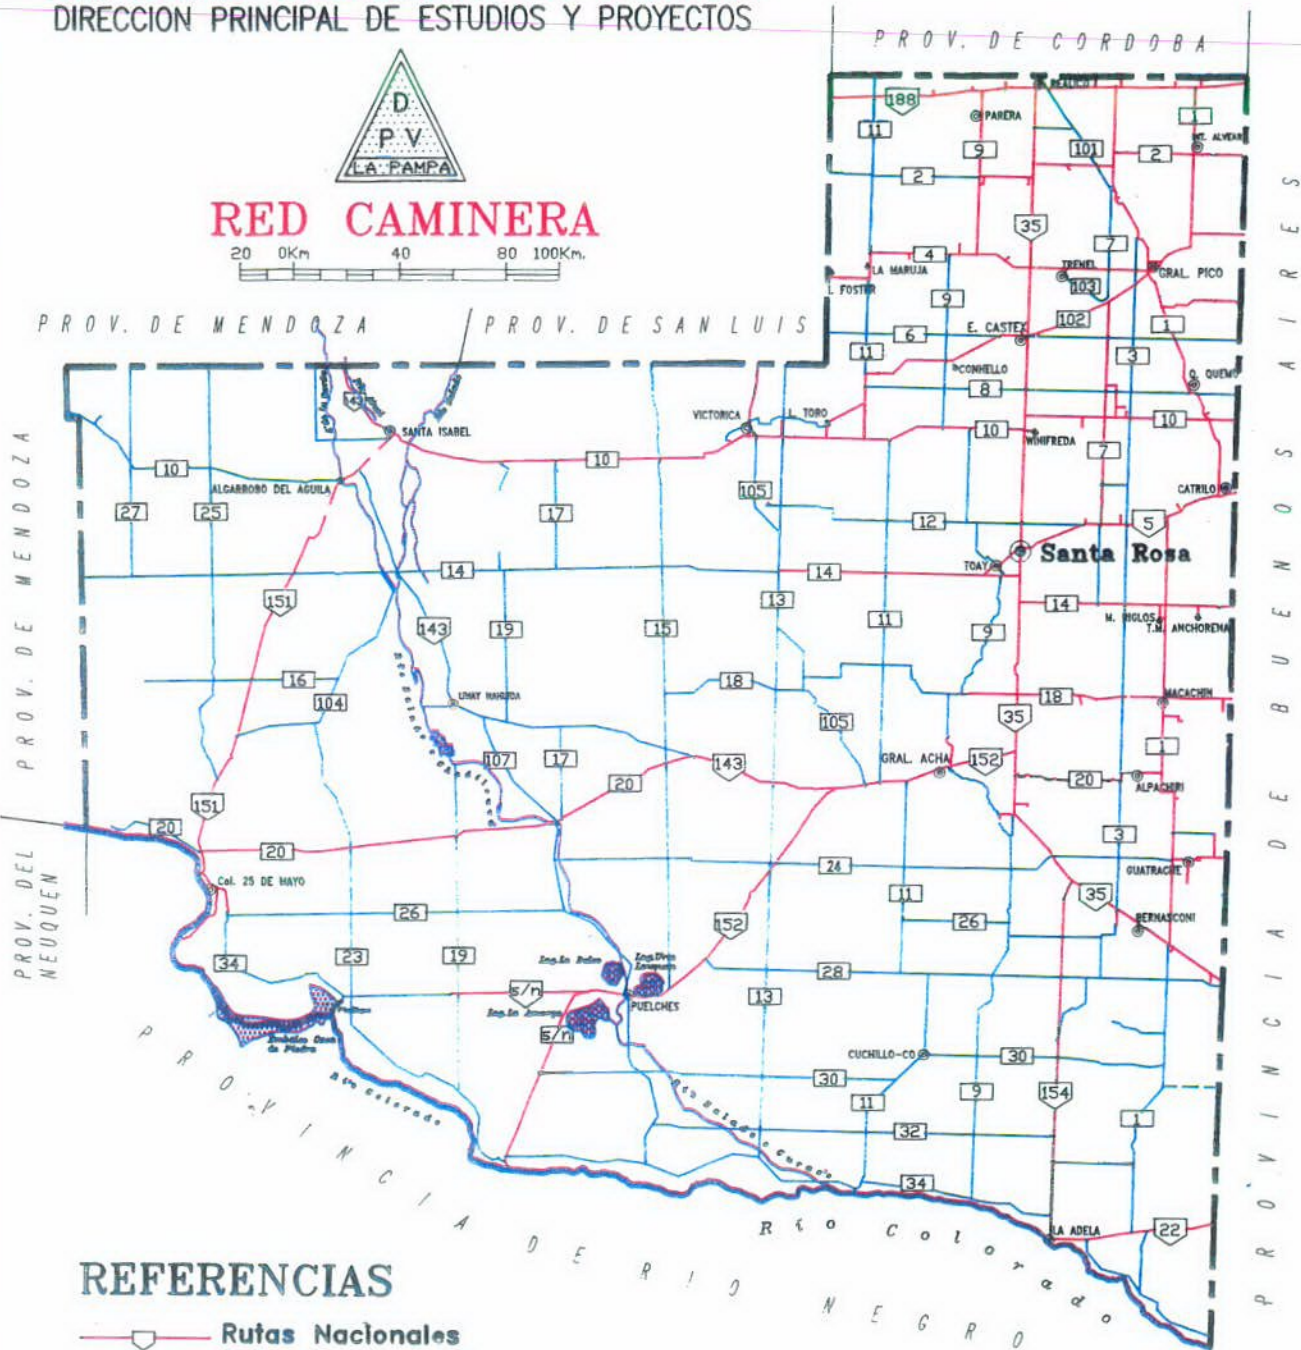 DIRECCION PRINCIPAL DE ESTUDIOS Y PROYECTOS
PROV. DE CORDOBA
D
P V
LA PAMPA
RED CAMINERA
20 0Km 40 80 100Km.
PROV. DE MENDOZA
PROV. DE SAN LUIS
REALICO
188
PARERA
1
11
INT. ALVEAR
9
101
2
2
35
7
4
TRENEL
LA MARUJA
GRAL. PICO
103
9
102
1
6
E. CASTEX
11
3
CONHELLO
Q. QUEMU
8
VICTORICA
L. TORO
SANTA ISABEL
10
10
WINIFREDA
10
7
10
ALGARROBO DEL AGUILA
105
CATRILO
27
25
17
12
5
Santa Rosa
TOAY
14
14
151
13
14
143
19
15
11
9
M. RIGLOS
T.M. ANCHORENA
PROV. DE MENDOZA
16
18
104
18
MACACHIN
105
35
1
107
17
143
GRAL. ACHA
152
20
20
ALPACHIRI
151
20
3
20
24
GUATRACHE
Col. 25 DE MAYO
11
35
26
26
BERNASCONI
152
PROV. DEL
NEUQUEN
34
23
19
28
s/n
13
PUELCHES
s/n
CUCHILLO-CO
30
30
9
154
11
1
32
34
LA ADELA
22
Rio Colorado
Rio Colorado
PROVINCIA DE RIO NEGRO
PROVINCIA DE BUENOS AIRES
REFERENCIAS
Rutas Nacionales